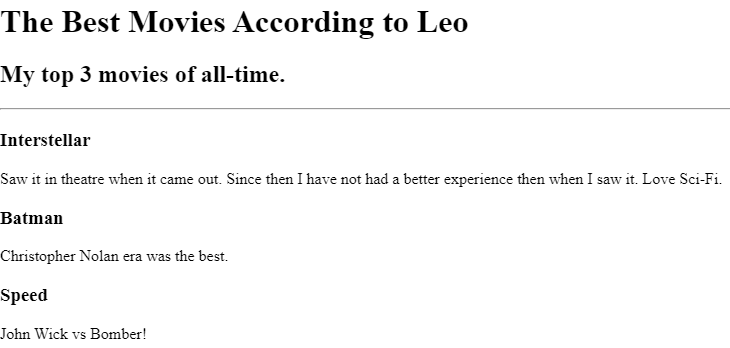 The Best Movies According to Leo
My top 3 movies of all-time.
Interstellar
Saw it in theatre when it came out. Since then I have not had a better experience then when I saw it. Love Sci-Fi.
Batman
Christopher Nolan era was the best.
Speed
John Wick vs Bomber!